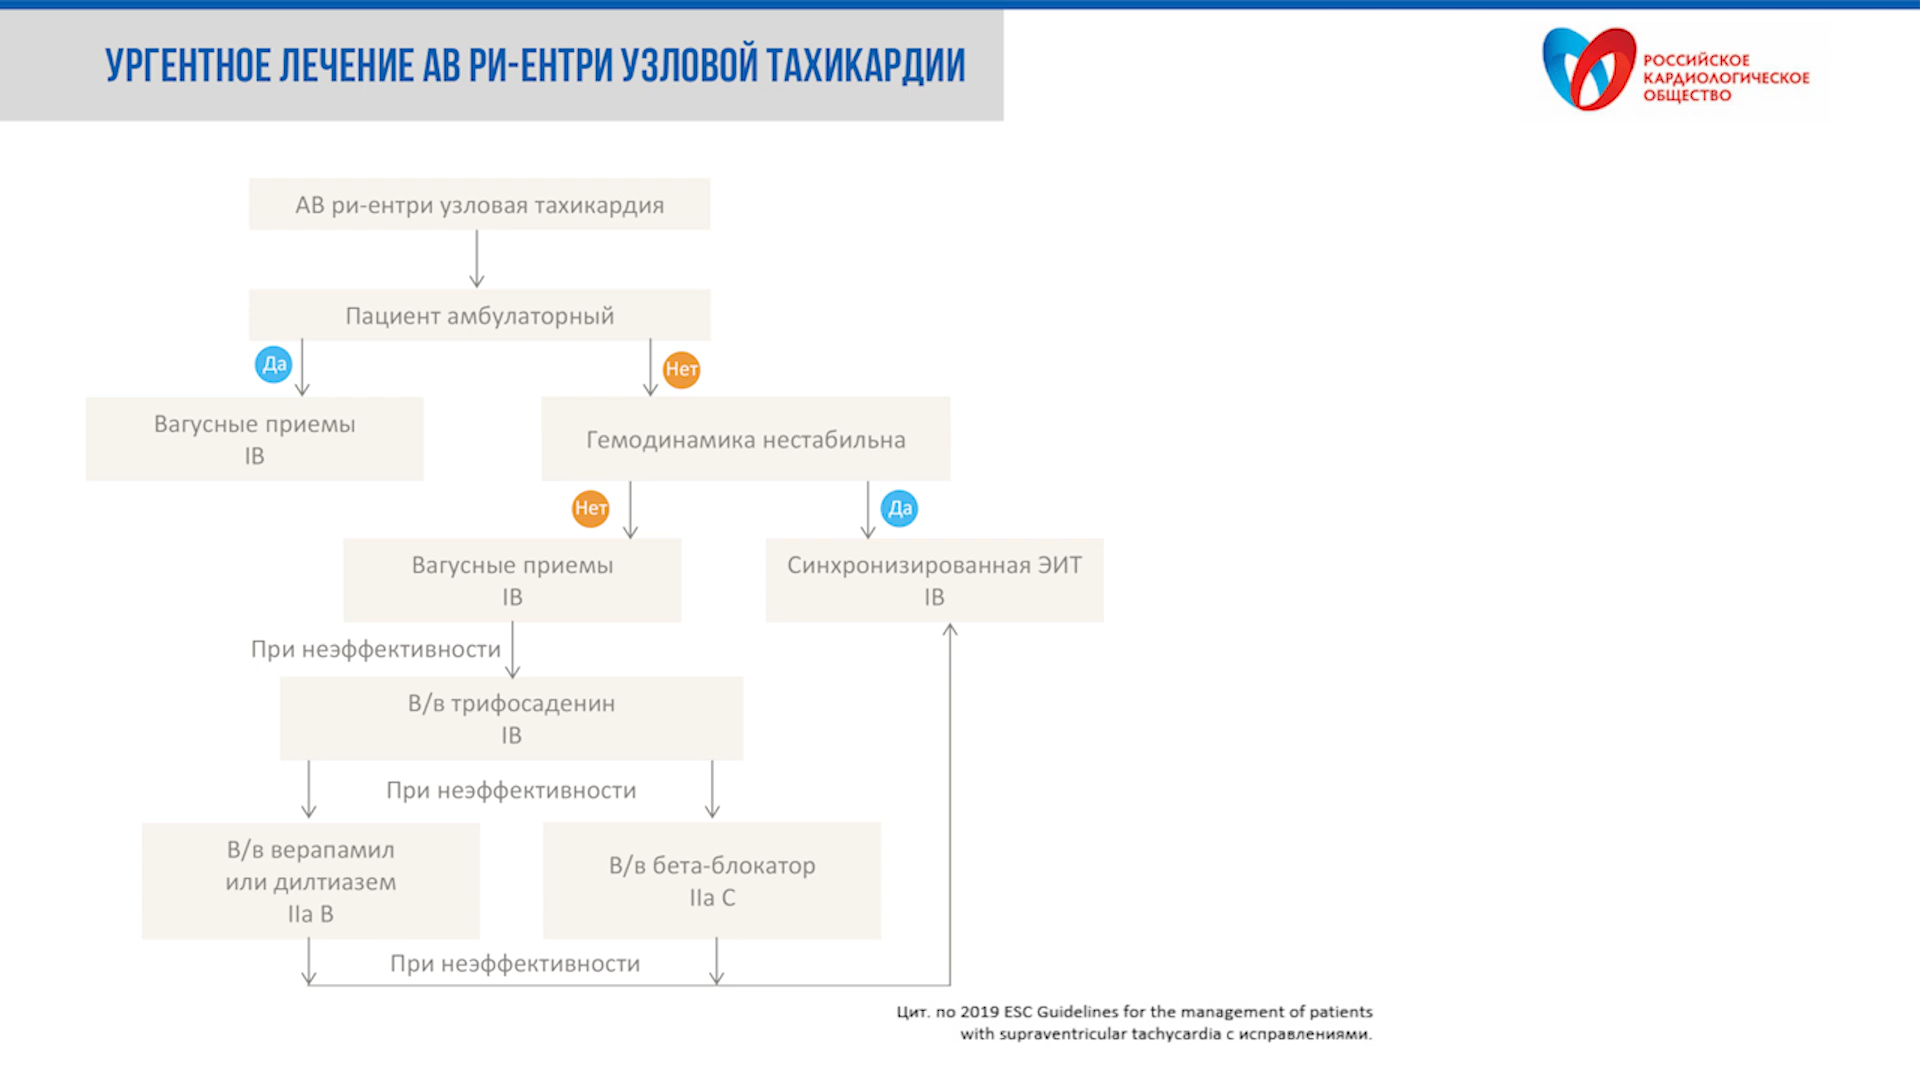 УРГЕНТНОЕ ЛЕЧЕНИЕ АВ РИ-ЕНТРИ УЗЛОВОЙ ТАХИКАРДИИ
РОССИЙСКОЕ
КАРДИОЛОГИЧЕСКОЕ
ОБЩЕСТВО
АВ ри-ентри узловая тахикардия
Пациент амбулаторный
Да
Нет
Вагусные приемы
IB
Гемодинамика нестабильна
Нет
Да
Вагусные приемы
IB
Синхронизированная ЭИТ
IB
При неэффективности
В/в трифосаденин
IB
При неэффективности
В/в верапамил
или дилтиазем
IIa B
В/в бета-блокатор
IIa C
При неэффективности
Цит. по 2019 ESC Guidelines for the management of patients
with supraventricular tachycardia с исправлениями.